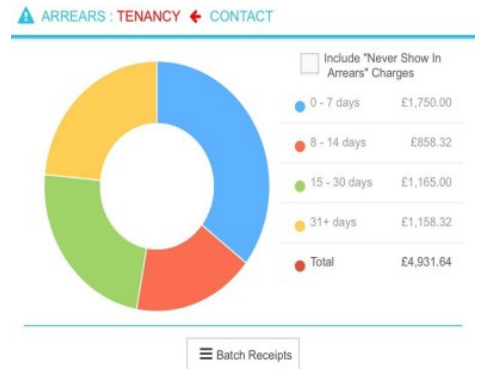 ARREARS : TENANCY CONTACT
Include "Never Show In
Arrears" Charges
0 - 7 days £1,750.00
8 - 14 days £858.32
15 - 30 days £1,165.00
31+ days £1,158.32
Total £4,931.64
Batch Receipts